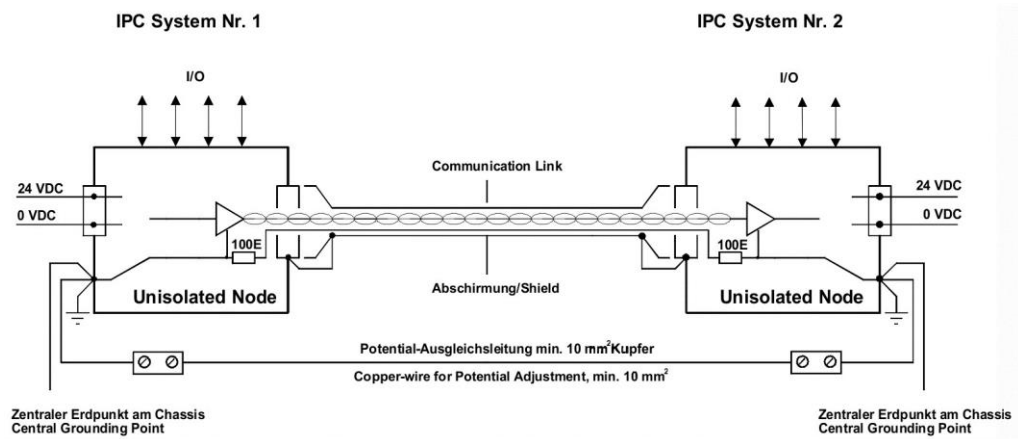 IPC System Nr. 1
IPC System Nr. 2
I/O
I/O
Communication Link
24 VDC
24 VDC
0 VDC
0 VDC
100E
100E
Abschirmung/Shield
Unisolated Node
Unisolated Node
Potential-Ausgleichsleitung min. 10 mm²Kupfer
Copper-wire for Potential Adjustment, min. 10 mm²
Zentraler Erdpunkt am Chassis
Central Grounding Point
Zentraler Erdpunkt am Chassis
Central Grounding Point